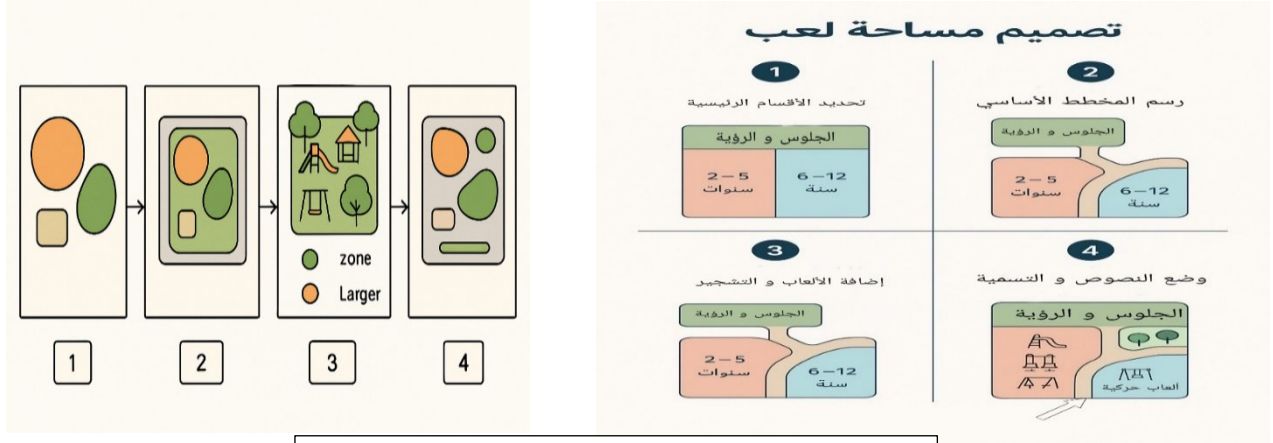 zone
Larger
1
2
3
4
تصميم مساحة لعب
1
تحديد الأقسام الرئيسية
الجلوس و الرؤية
2–5
سنوات
6–12
سنة
2
رسم المخطط الأساسي
الجلوس و الرؤية
2–5
سنوات
6–12
سنة
3
إضافة الألعاب و التشجير
الجلوس و الرؤية
2–5
سنوات
6–12
سنة
4
وضع النصوص و التسمية
الجلوس و الرؤية
ألعاب حركية